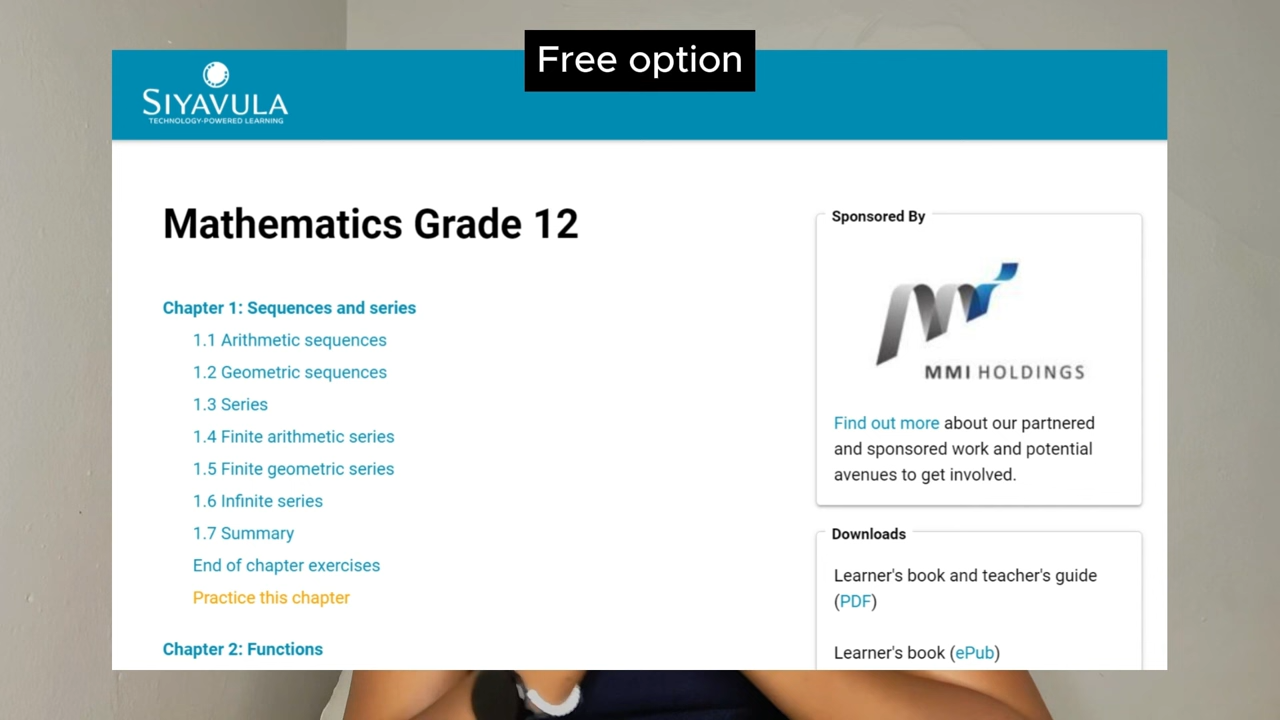 Free option
SIYAVULA
TECHNOLOGY-POWERED LEARNING
Mathematics Grade 12
Chapter 1: Sequences and series
1.1 Arithmetic sequences
1.2 Geometric sequences
1.3 Series
1.4 Finite arithmetic series
1.5 Finite geometric series
1.6 Infinite series
1.7 Summary
End of chapter exercises
Practice this chapter
Chapter 2: Functions
Sponsored By
MMI HOLDINGS
Find out more about our partnered
and sponsored work and potential
avenues to get involved.
Downloads
Learner's book and teacher's guide
(PDF)
Learner's book (ePub)